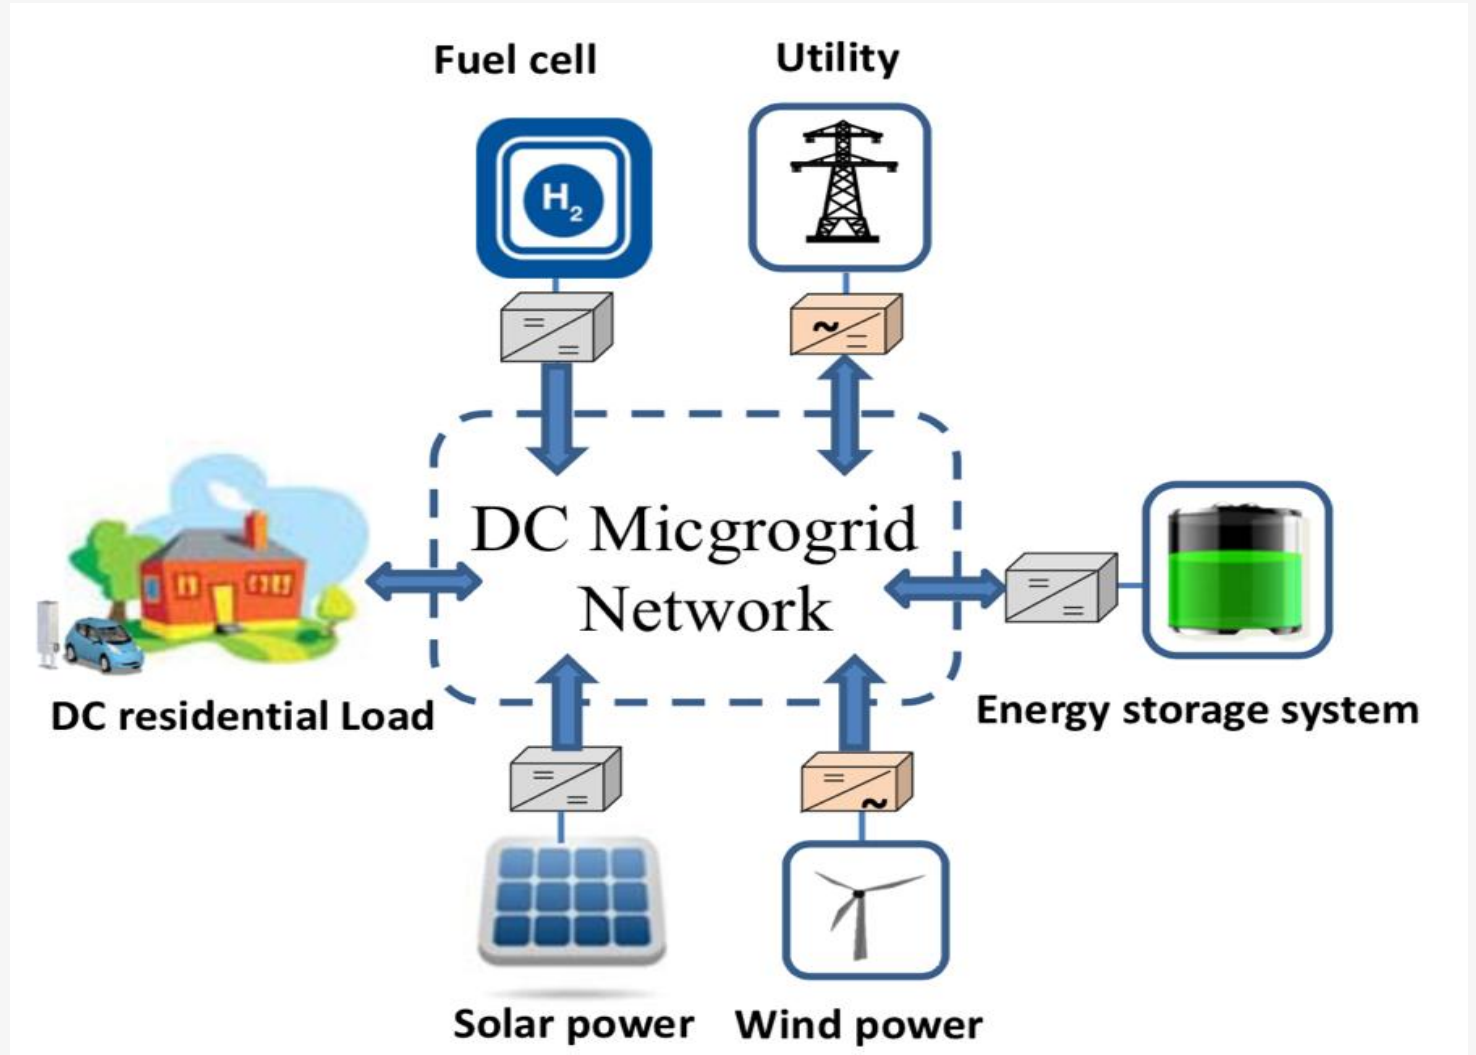 Fuel cell
Utility
H2
DC Micgrogrid
Network
DC residential Load
Energy storage system
Solar power
Wind power